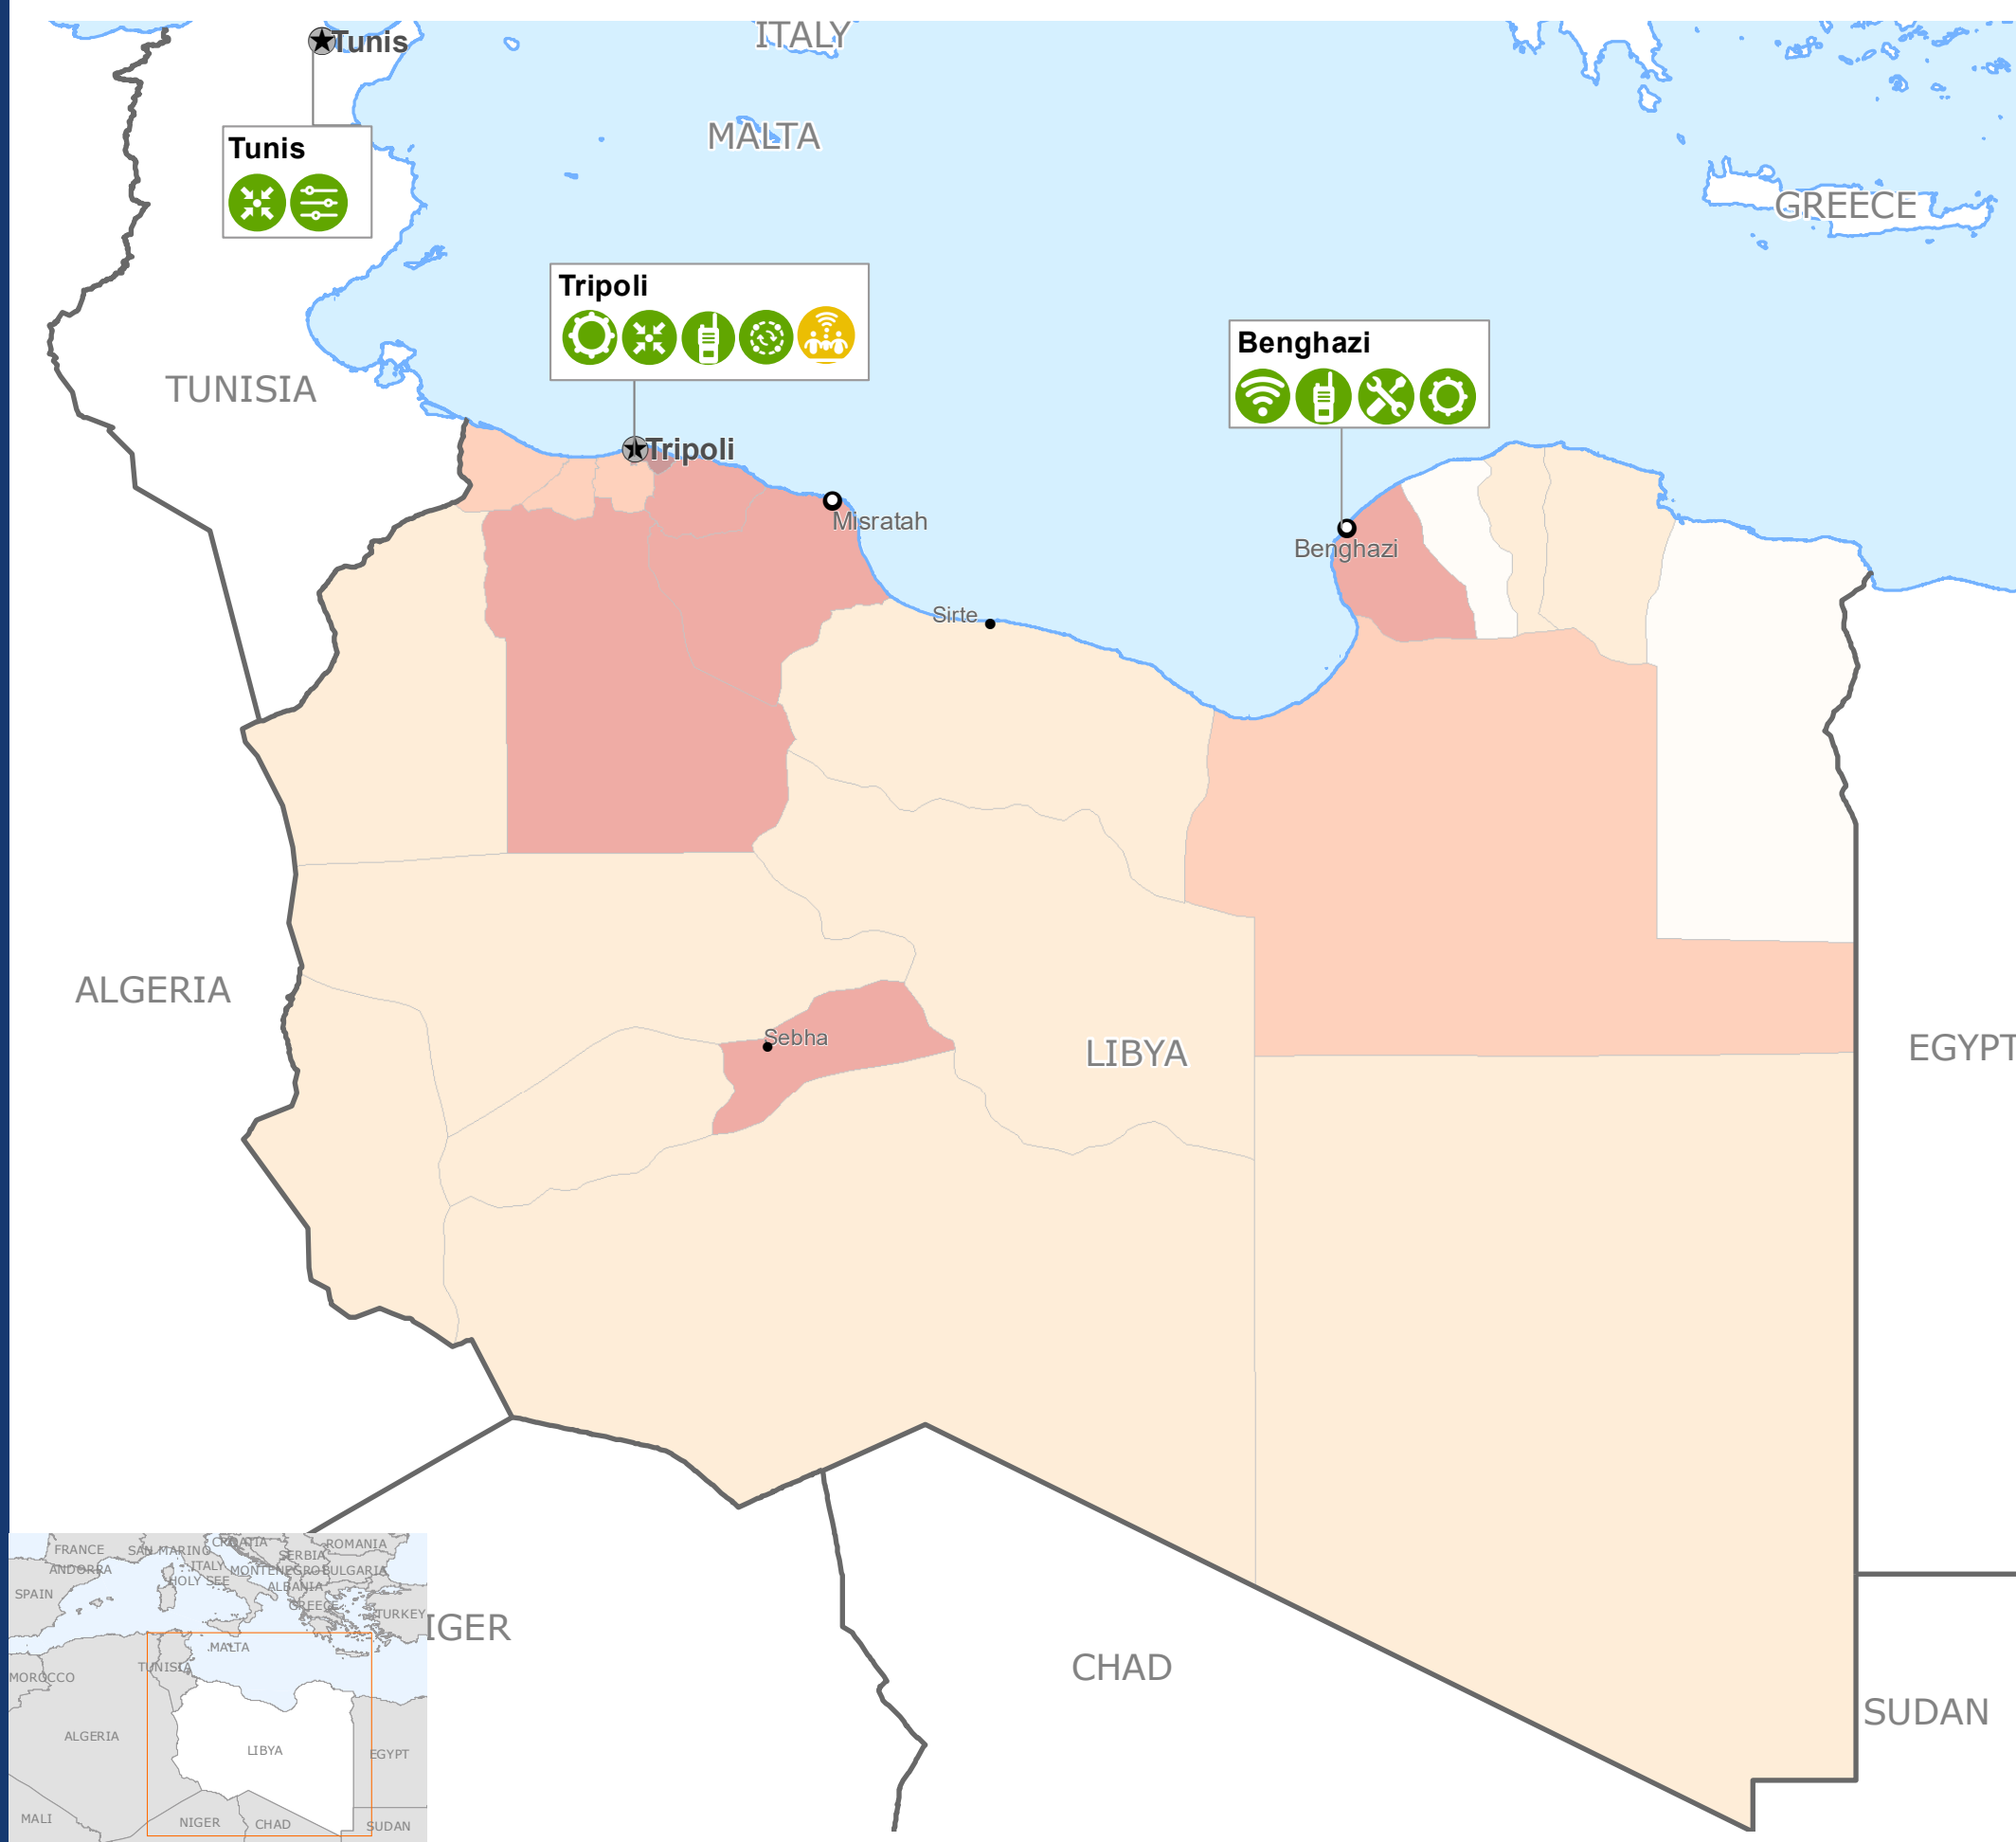 ITALY
Tunis
MALTA
Tunis
GREECE
Tripoli
Benghazi
TUNISIA
Tripoli
Misratah
Benghazi
Sirte
ALGERIA
Sebha
LIBYA
EGYPT
IGER
CHAD
SUDAN
FRANCE
SAN MARINO
CROATIA
ROMANIA
SERBIA
ANDORRA
ITALY
MONTENEGRO
BULGARIA
HOLY SEE
ALBANIA
SPAIN
GREECE
TURKEY
MALTA
TUNISIA
MOROCCO
ALGERIA
LIBYA
EGYPT
MALI
NIGER
CHAD
SUDAN